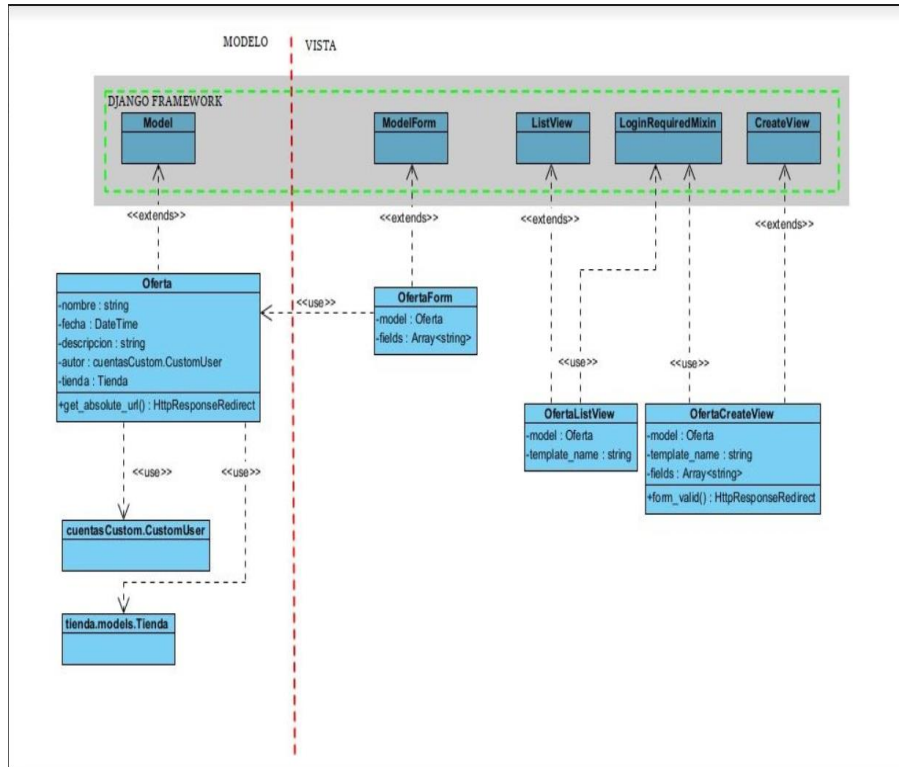 MODELO
VISTA
DJANGO FRAMEWORK
Model
ModelForm
ListView
LoginRequiredMixin
CreateView
<<extends>>
<<extends>>
<<extends>>
<<extends>>
Oferta
-nombre : string
-fecha : DateTime
-descripcion : string
-autor : cuentasCustom.CustomUser
-tienda : Tienda
+get_absolute_url() : HttpResponseRedirect
<<use>>
OfertaForm
-model : Oferta
-fields : Array<string>
<<use>>
<<use>>
OfertaListView
-model : Oferta
-template_name : string
OfertaCreateView
-model : Oferta
-template_name : string
-fields : Array<string>
+form_valid() : HttpResponseRedirect
<<use>>
<<use>>
cuentasCustom.CustomUser
tienda.models.Tienda